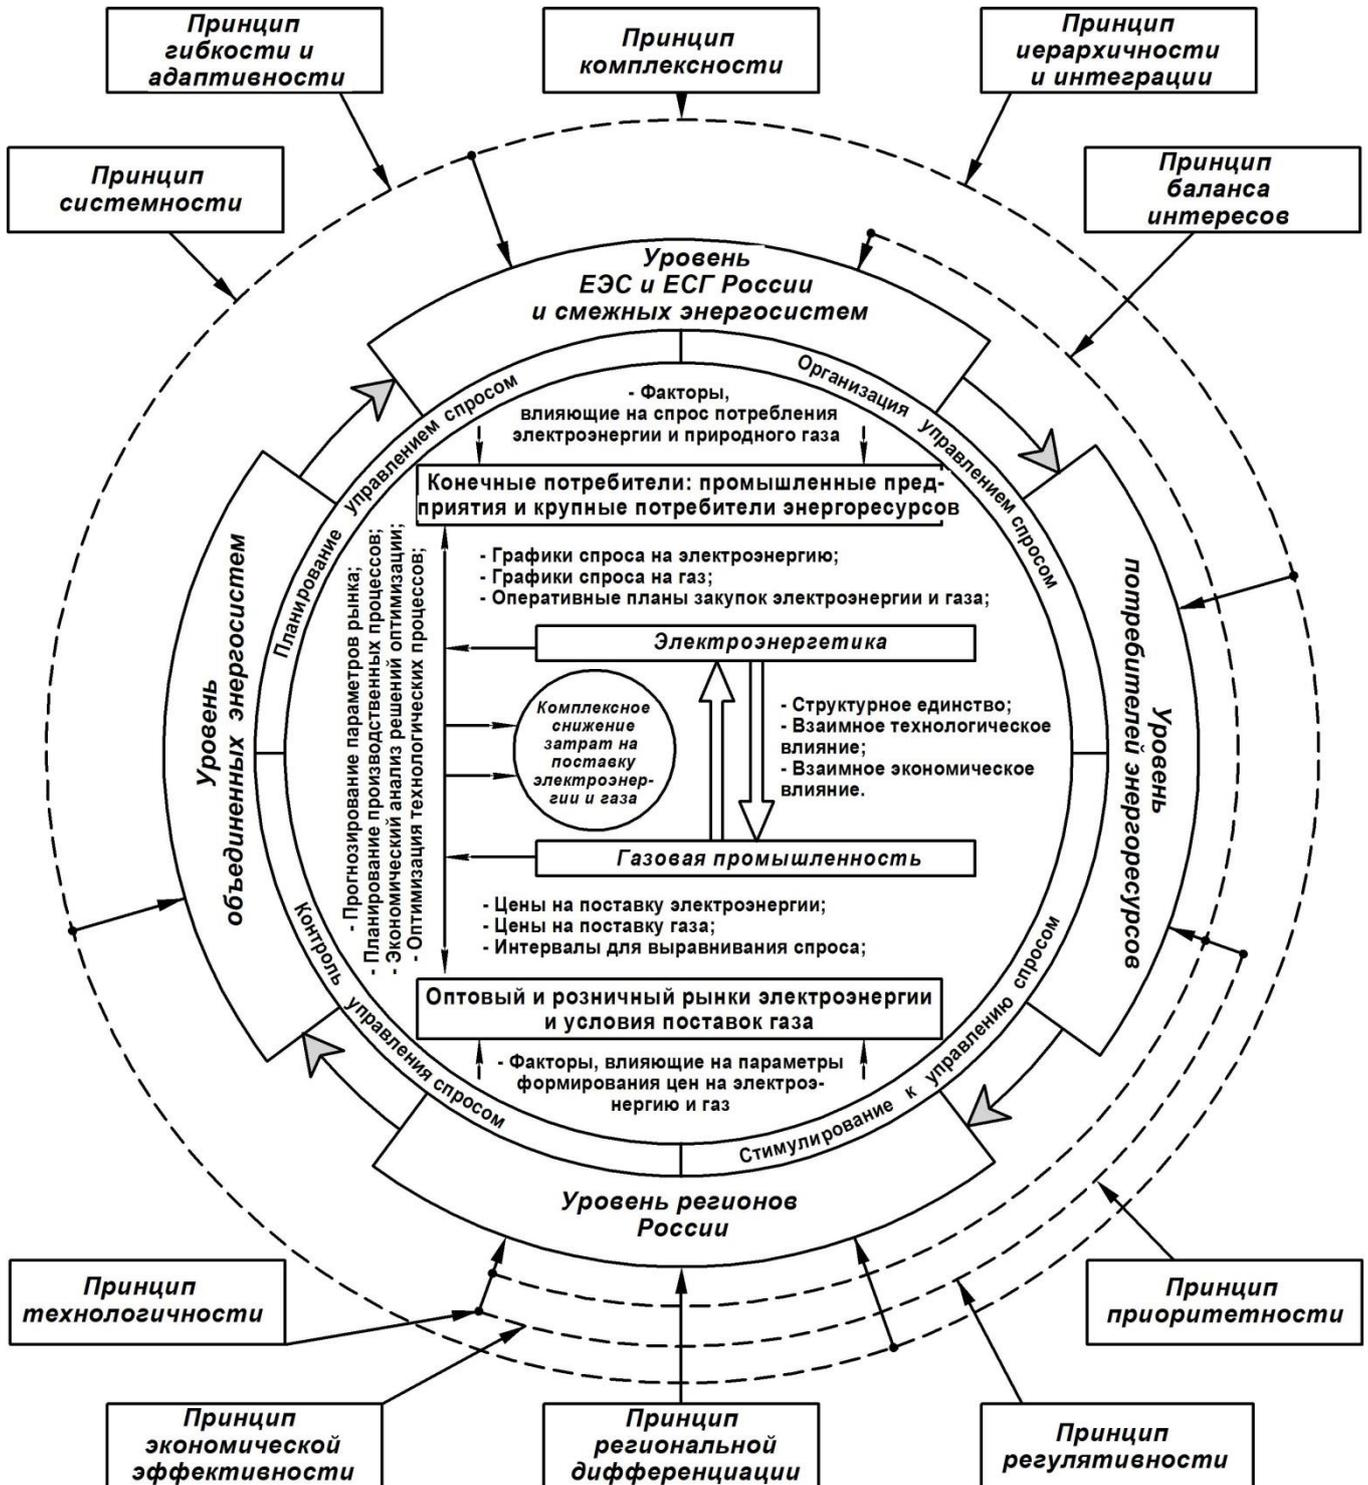 Принцип
гибкости и
адаптивности
Принцип
комплексности
Принцип
иерархичности
и интеграции
Принцип
системности
Принцип
баланса
интересов
Уровень
ЕЭС и ЕСГ России
и смежных энергосистем
Планирование управлением спросом
Организация управлением спросом
- Факторы,
влияющие на спрос потребления
электроэнергии и природного газа
Конечные потребители: промышленные пред-
приятия и крупные потребители энергоресурсов
- Графики спроса на электроэнергию;
- Графики спроса на газ;
- Оперативные планы закупок электроэнергии и газа;
Уровень
объединенных энергосистем
- Прогнозирование параметров рынка;
- Планирование производственных процессов;
- Экономический анализ решений оптимизации;
- Оптимизация технологических процессов;
Электроэнергетика
Комплексное
снижение
затрат на
поставку
электроэнер-
гии и газа
- Структурное единство;
- Взаимное технологическое
влияние;
- Взаимное экономическое
влияние.
Уровень
потребителей энергоресурсов
Газовая промышленность
- Цены на поставку электроэнергии;
- Цены на поставку газа;
- Интервалы для выравнивания спроса;
Оптовый и розничный рынки электроэнергии
и условия поставок газа
- Факторы, влияющие на параметры
формирования цен на электроэ-
нергию и газ
Контроль управления спросом
Стимулирование к управлению спросом
Уровень регионов
России
Принцип
технологичности
Принцип
приоритетности
Принцип
экономической
эффективности
Принцип
региональной
дифференциации
Принцип
регулятивности